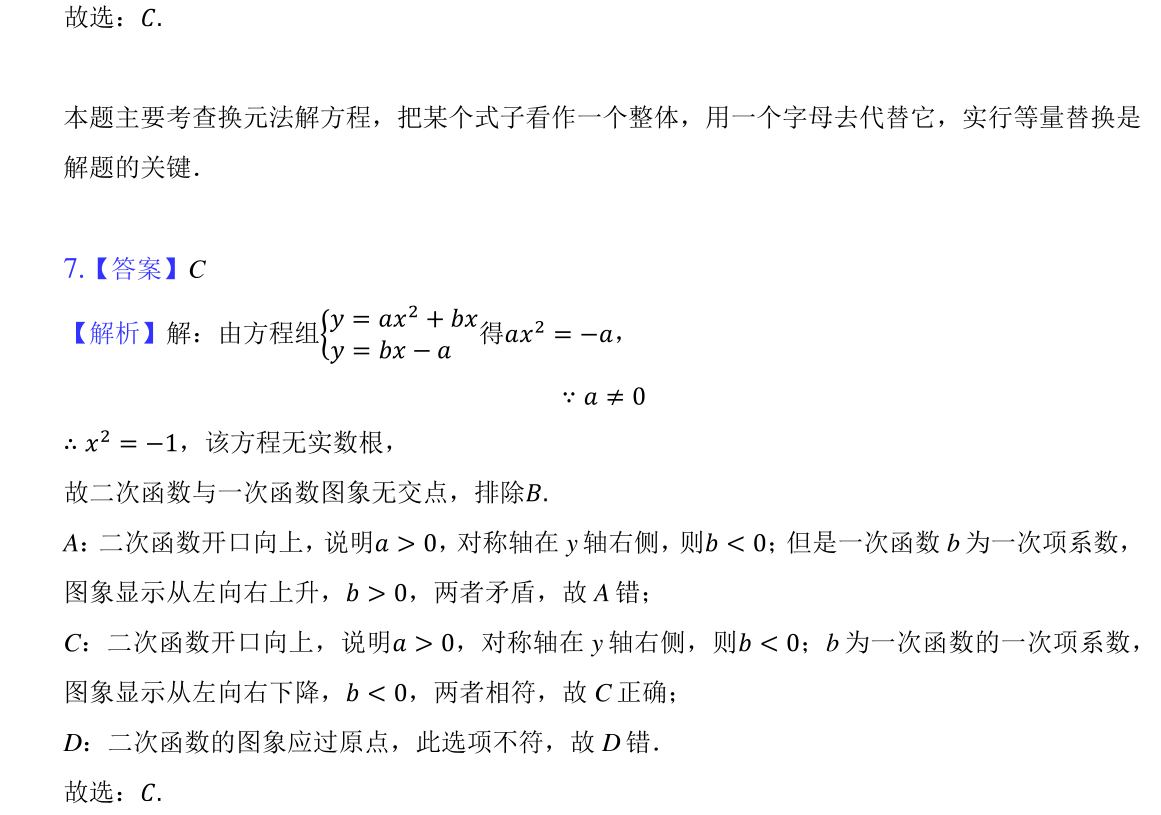 故选：C.
本题主要考查换元法解方程，把某个式子看作一个整体，用一个字母去代替它，实行等量替换是
解题的关键．
7.【答案】C
【解析】解：由方程组{y = ax² + bx y = bx − a 得ax² = −a，
∵ a ≠ 0
∴ x² = −1，该方程无实数根，
故二次函数与一次函数图象无交点，排除B.
A：二次函数开口向上，说明a > 0，对称轴在 y 轴右侧，则b < 0；但是一次函数 b 为一次项系数，
图象显示从左向右上升，b > 0，两者矛盾，故 A 错；
C：二次函数开口向上，说明a > 0，对称轴在 y 轴右侧，则b < 0；b 为一次函数的一次项系数，
图象显示从左向右下降，b < 0，两者相符，故 C 正确；
D：二次函数的图象应过原点，此选项不符，故 D 错．
故选：C.